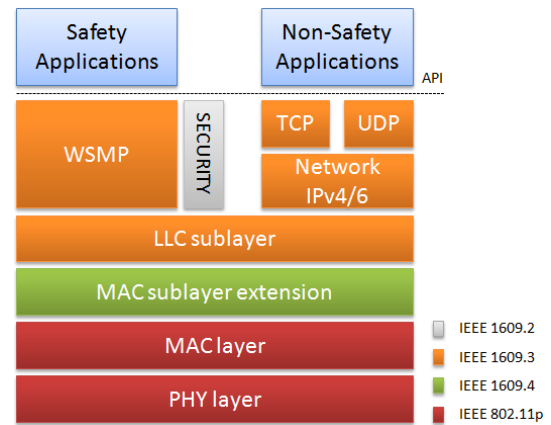 Safety
Applications
Non-Safety
Applications
API
WSMP
SECURITY
TCP
UDP
Network
IPv4/6
LLC sublayer
MAC sublayer extension
MAC layer
PHY layer
IEEE 1609.2
IEEE 1609.3
IEEE 1609.4
IEEE 802.11p